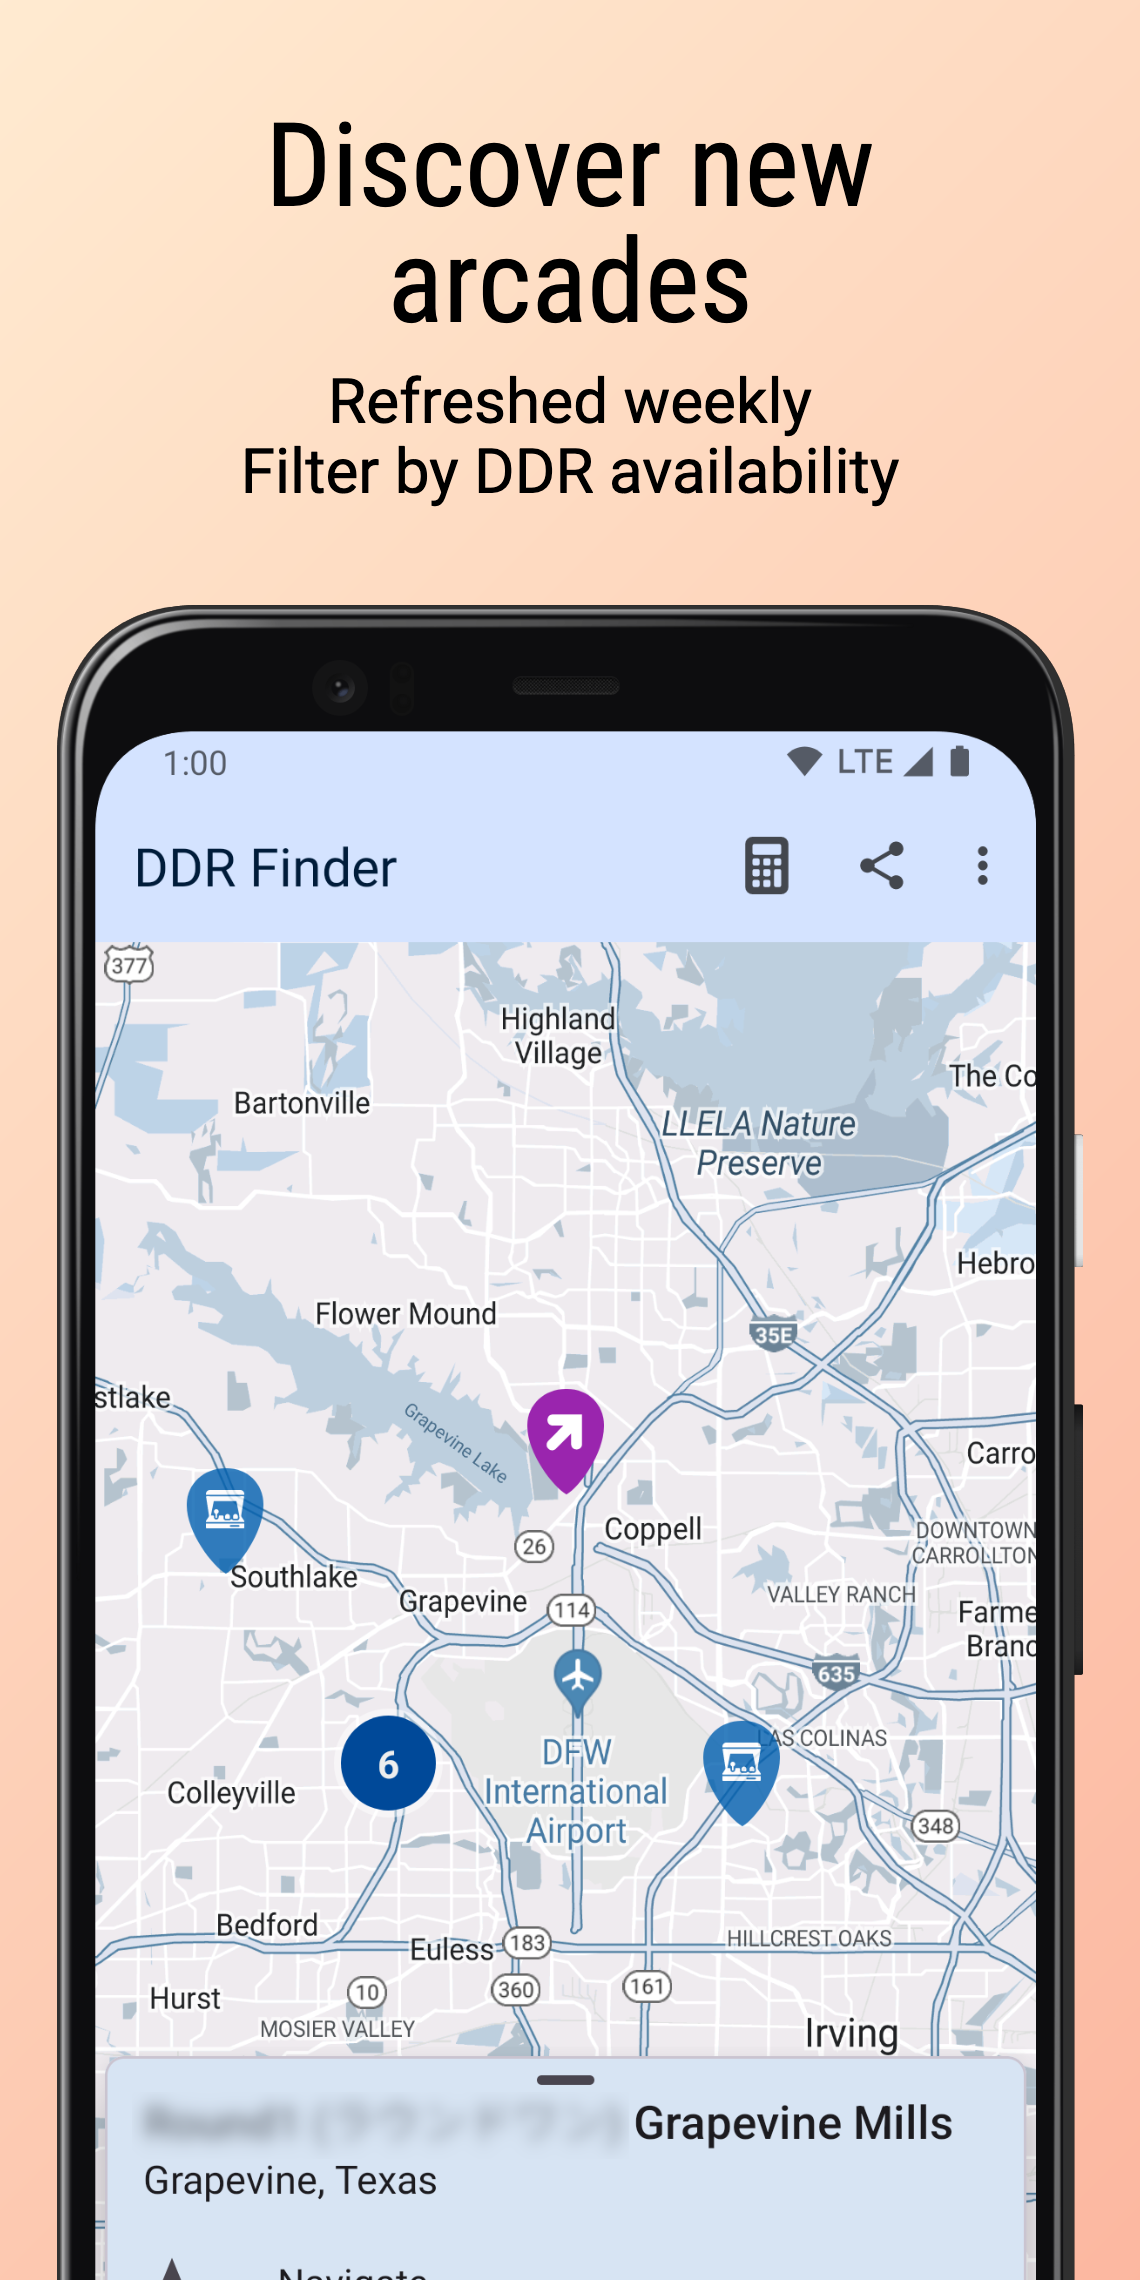 Discover new
arcades
Refreshed weekly
Filter by DDR availability
1:00
LTE
DDR Finder
377
Highland
Village
The Co
Bartonville
LLELA Nature
Preserve
Hebro
Flower Mound
35E
stlake
Grapevine Lake
Carro
Coppell
DOWNTOWN
CARROLLTON
26
Southlake
Grapevine
VALLEY RANCH
114
Farme
Branc
635
LAS COLINAS
DFW
International
Airport
6
Colleyville
348
Bedford
Euless
183
HILLCREST OAKS
Hurst
10
360
161
MOSIER VALLEY
Irving
Grapevine Mills
Grapevine, Texas
Navigate